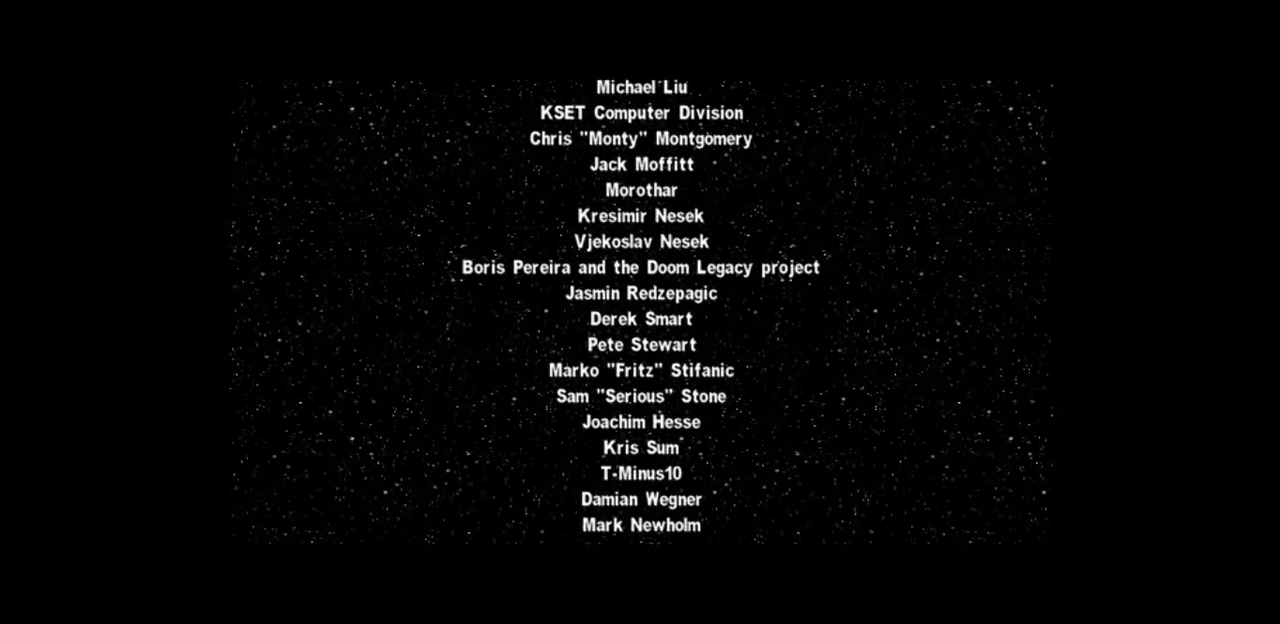 Michael Liu
KSET Computer Division
Chris "Monty" Montgomery
Jack Moffitt
Morothar
Kresimir Nesek
Vjekoslav Nesek
Boris Pereira and the Doom Legacy project
Jasmin Redzepagic
Derek Smart
Pete Stewart
Marko "Fritz" Stifanic
Sam "Serious" Stone
Joachim Hesse
Kris Sum
T-Minus10
Damian Wegner
Mark Newholm